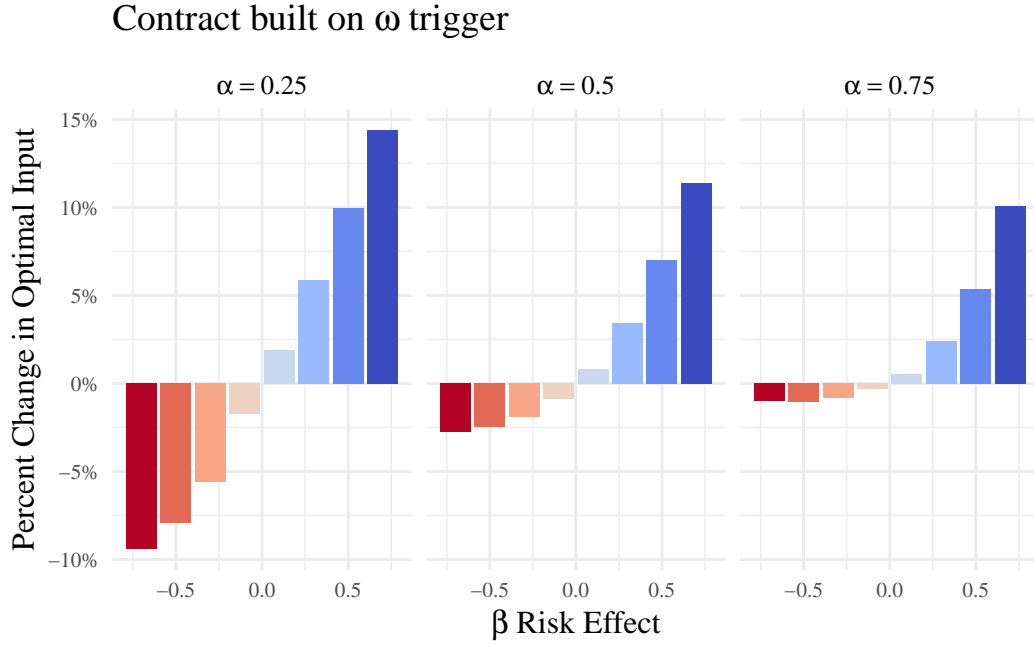 Contract built on ω trigger
α = 0.25
α = 0.5
α = 0.75
Percent Change in Optimal Input
15%
10%
5%
0%
−5%
−10%
−0.5 0.0 0.5
−0.5 0.0 0.5
−0.5 0.0 0.5
β Risk Effect